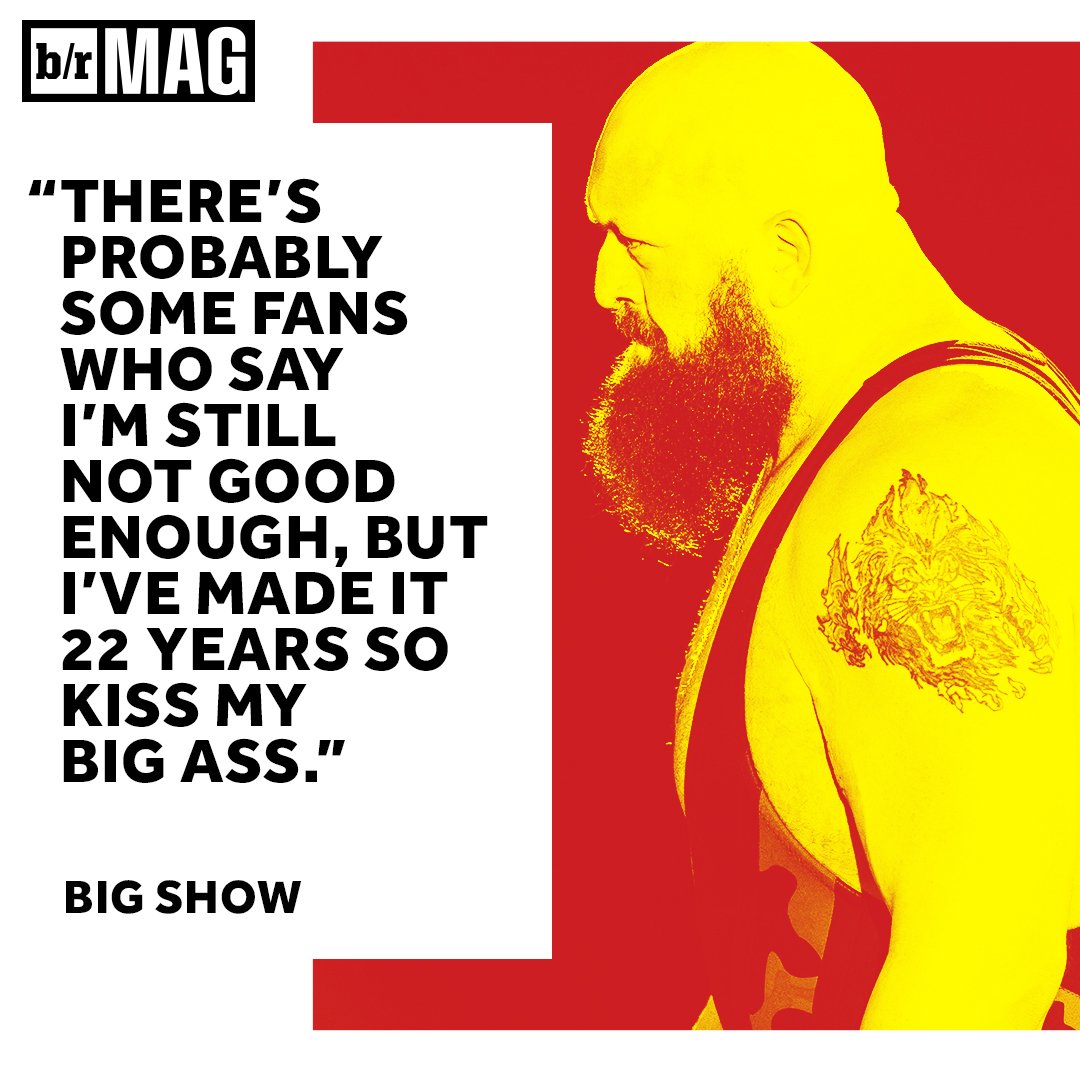 b/r MAG
“THERE’S
PROBABLY
SOME FANS
WHO SAY
I’M STILL
NOT GOOD
ENOUGH, BUT
I’VE MADE IT
22 YEARS SO
KISS MY
BIG ASS.”
BIG SHOW